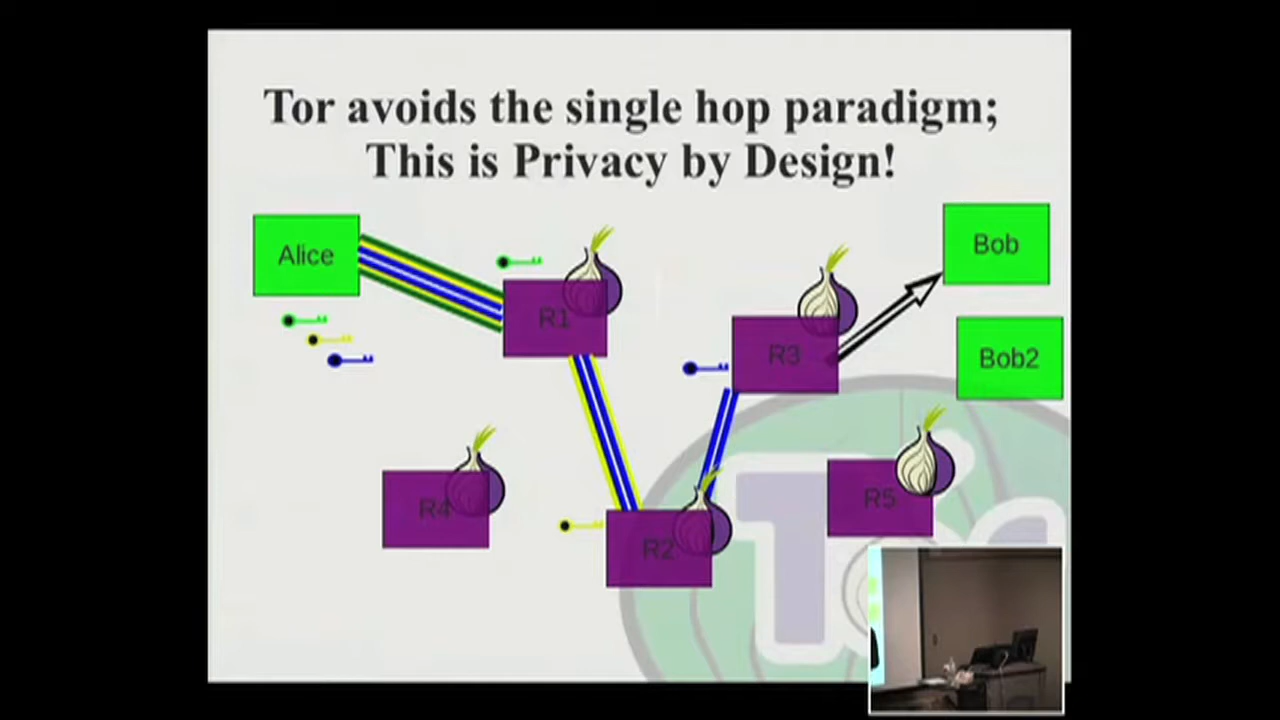 Tor avoids the single hop paradigm;
This is Privacy by Design!
Alice
Bob
R1
R3
Bob2
R4
R5
R2
Tor